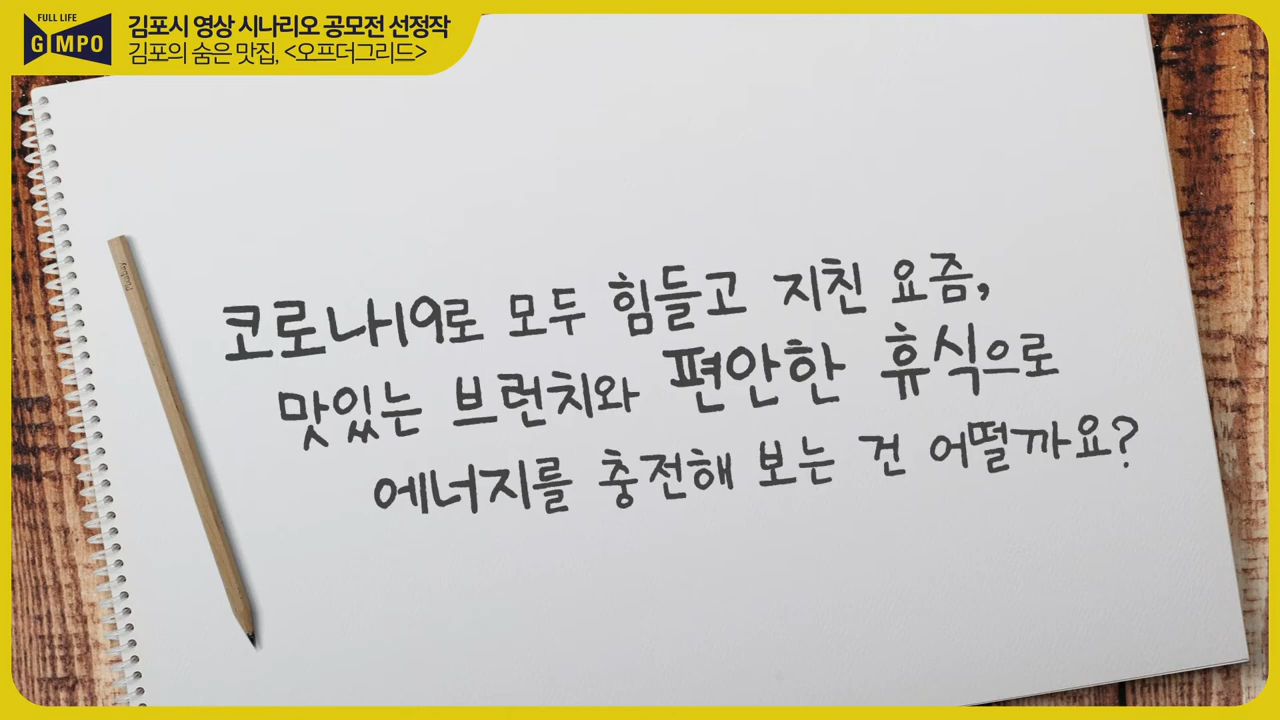 FULL LIFE
GIMPO
김포시 영상 시나리오 공모전 선정작
김포의 숨은 맛집, <오프더그리드>
코로나19로 모두 힘들고 지친 요즘,
맛있는 브런치와 편안한 휴식으로
에너지를 충전해 보는 건 어떨까요?